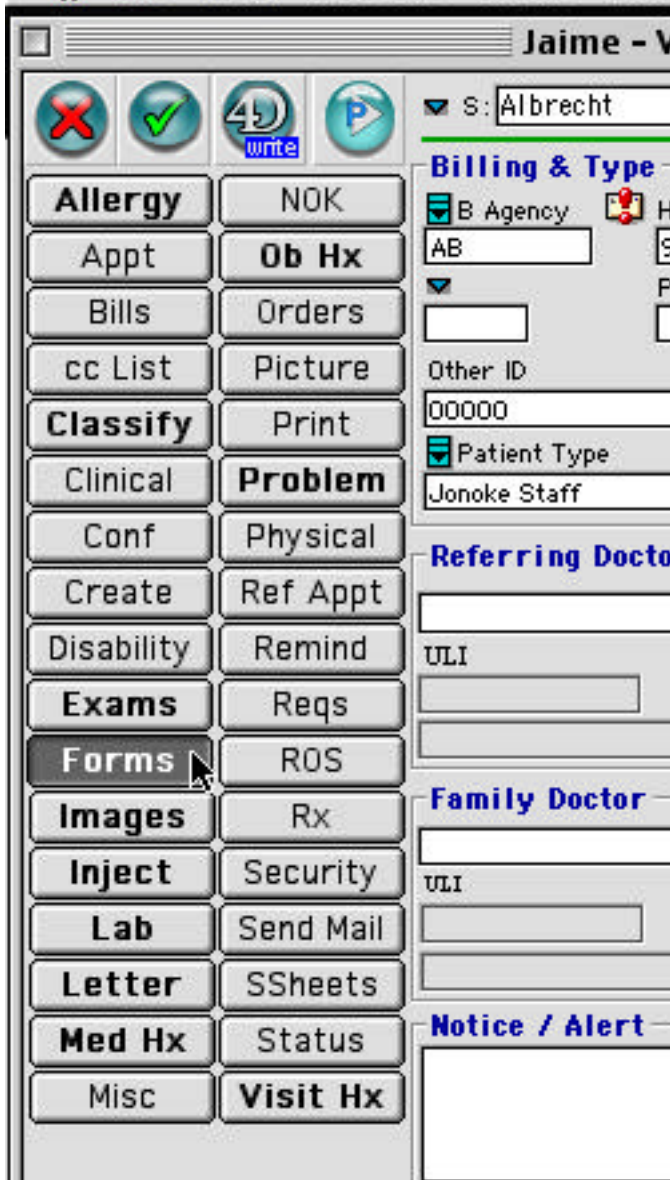 Jaime - V
4D
write
P
S: Albrecht
Allergy NOK
Appt Ob Hx
Bills Orders
cc List Picture
Classify Print
Clinical Problem
Conf Physical
Create Ref Appt
Disability Remind
Exams Reqs
Forms ROS
Images Rx
Inject Security
Lab Send Mail
Letter SSheets
Med Hx Status
Misc Visit Hx
Billing & Type
B Agency H
AB
P
Other ID
00000
Patient Type
Jonoke Staff
Referring Docto
ULI
Family Doctor
ULI
Notice / Alert